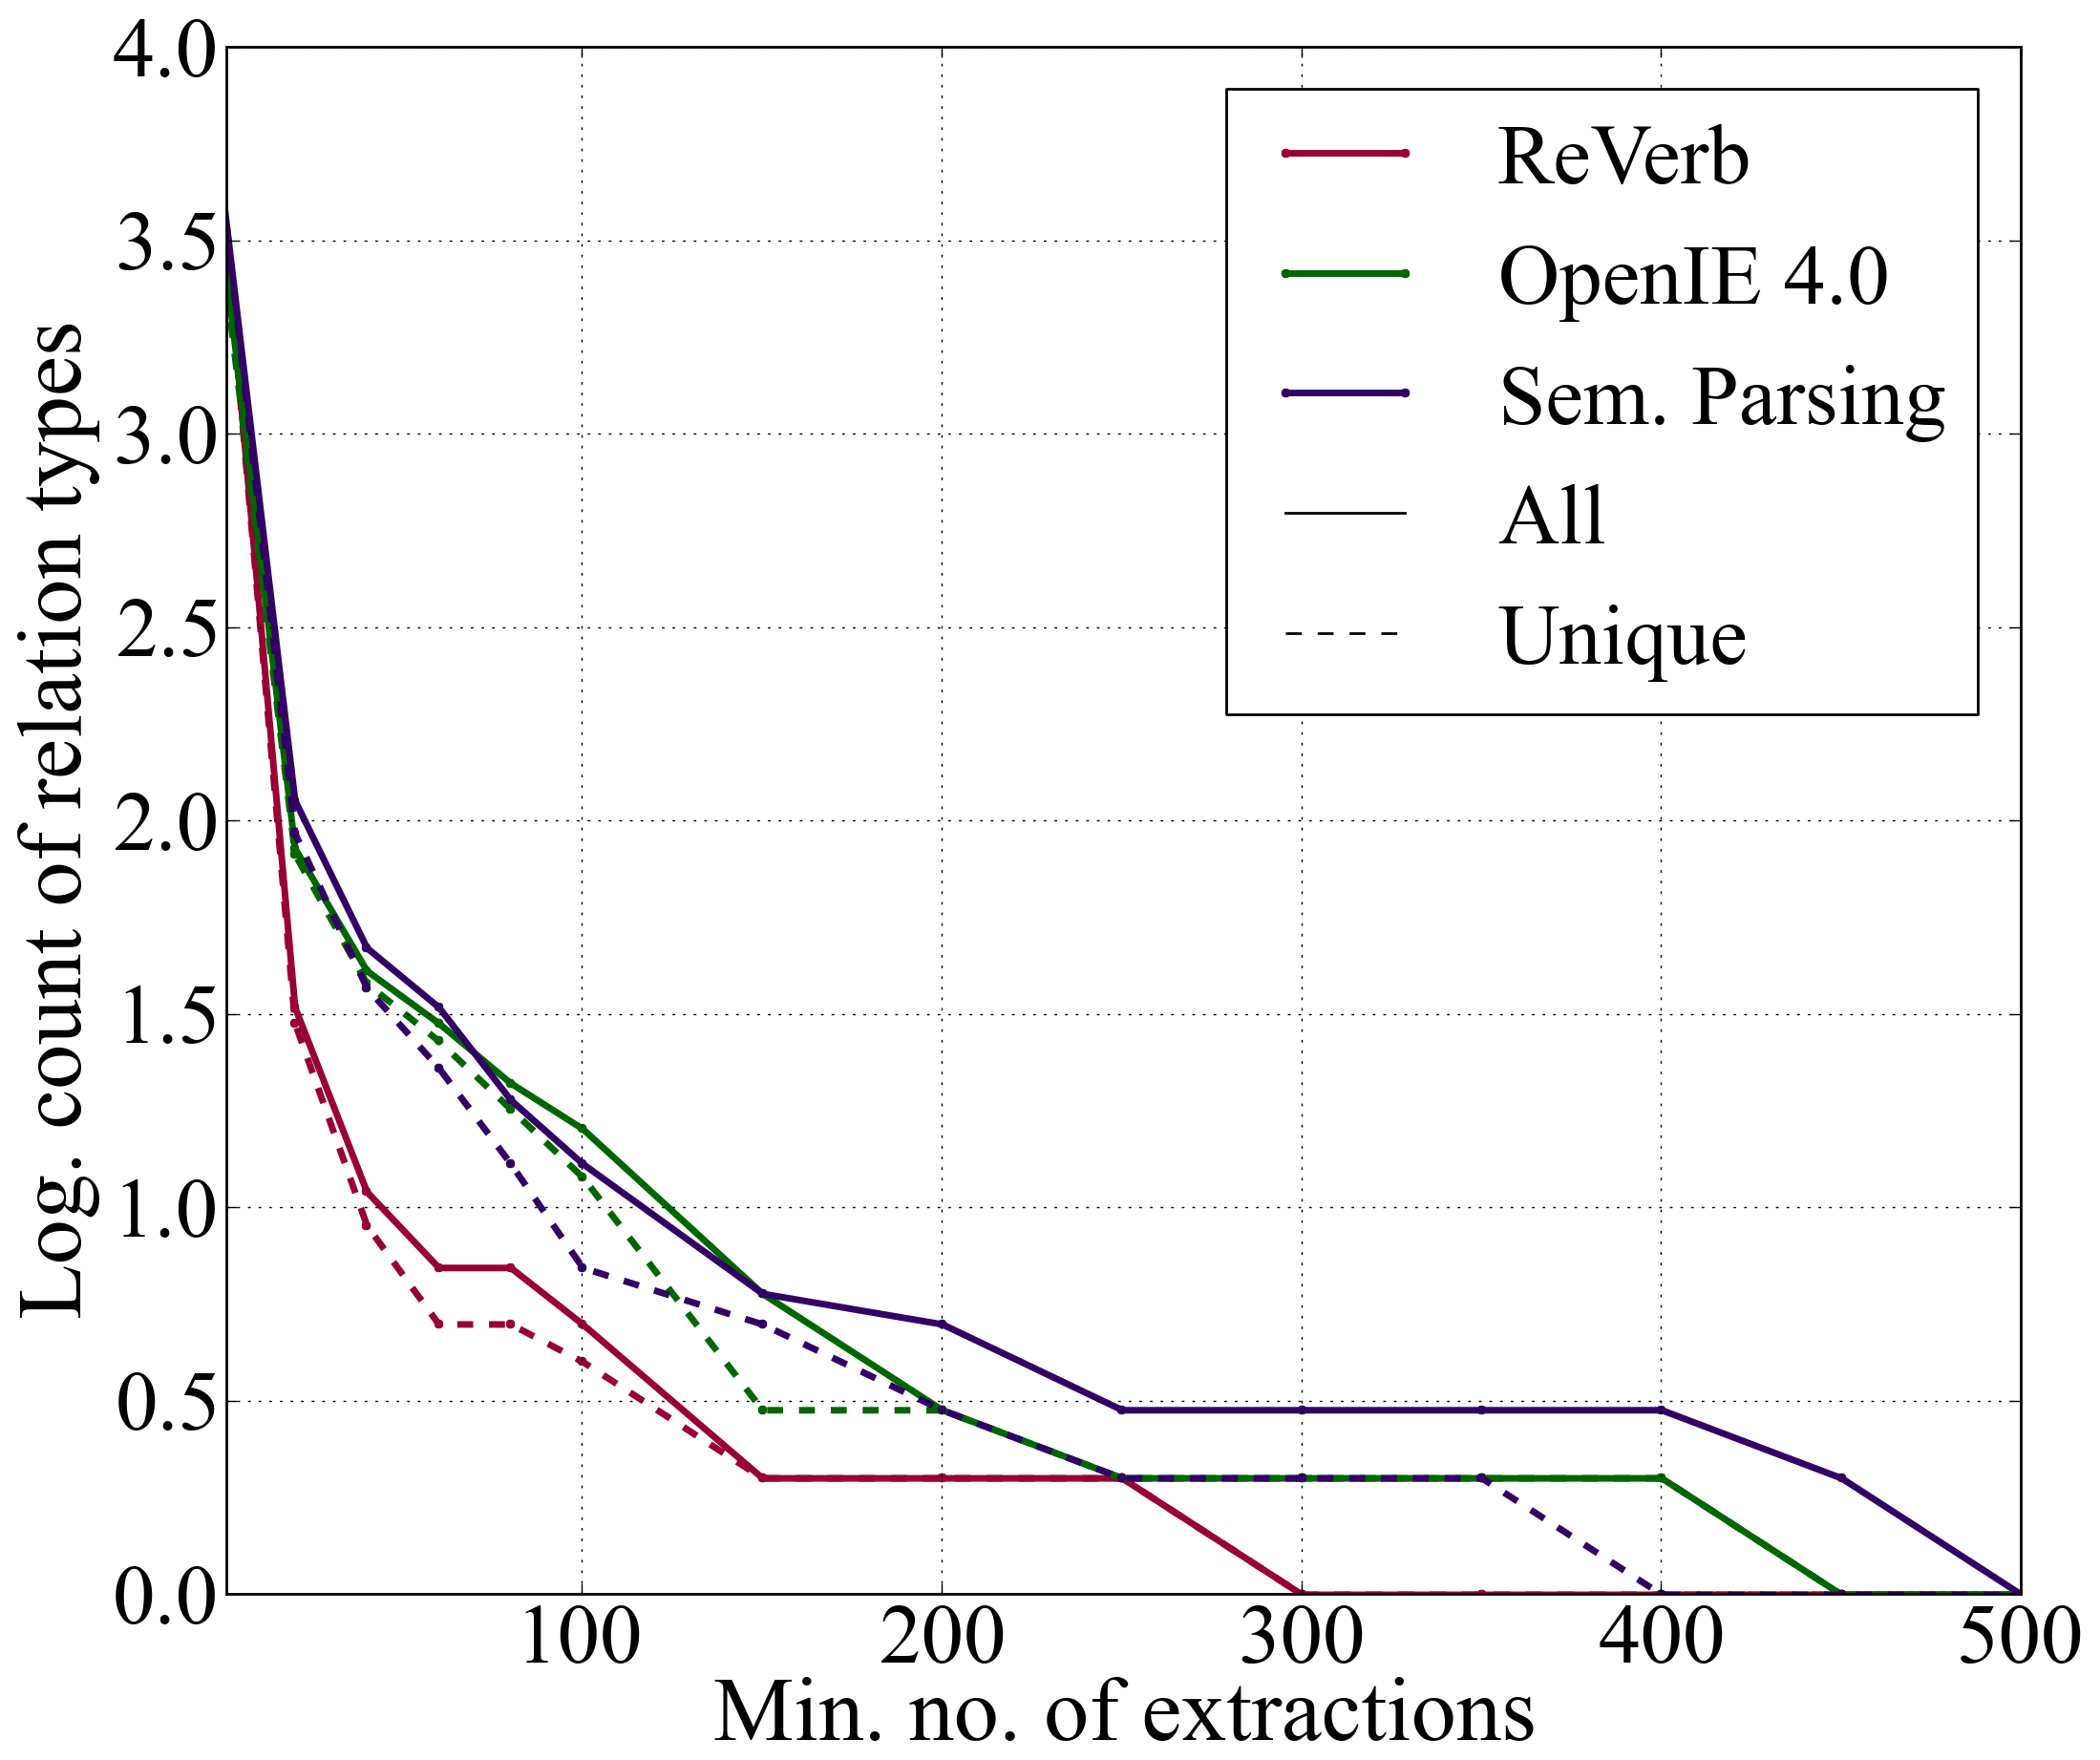 4.0
3.5
3.0
2.5
2.0
1.5
1.0
0.5
0.0
Log. count of relation types
ReVerb
OpenIE 4.0
Sem. Parsing
All
Unique
100 200 300 400 500
Min. no. of extractions